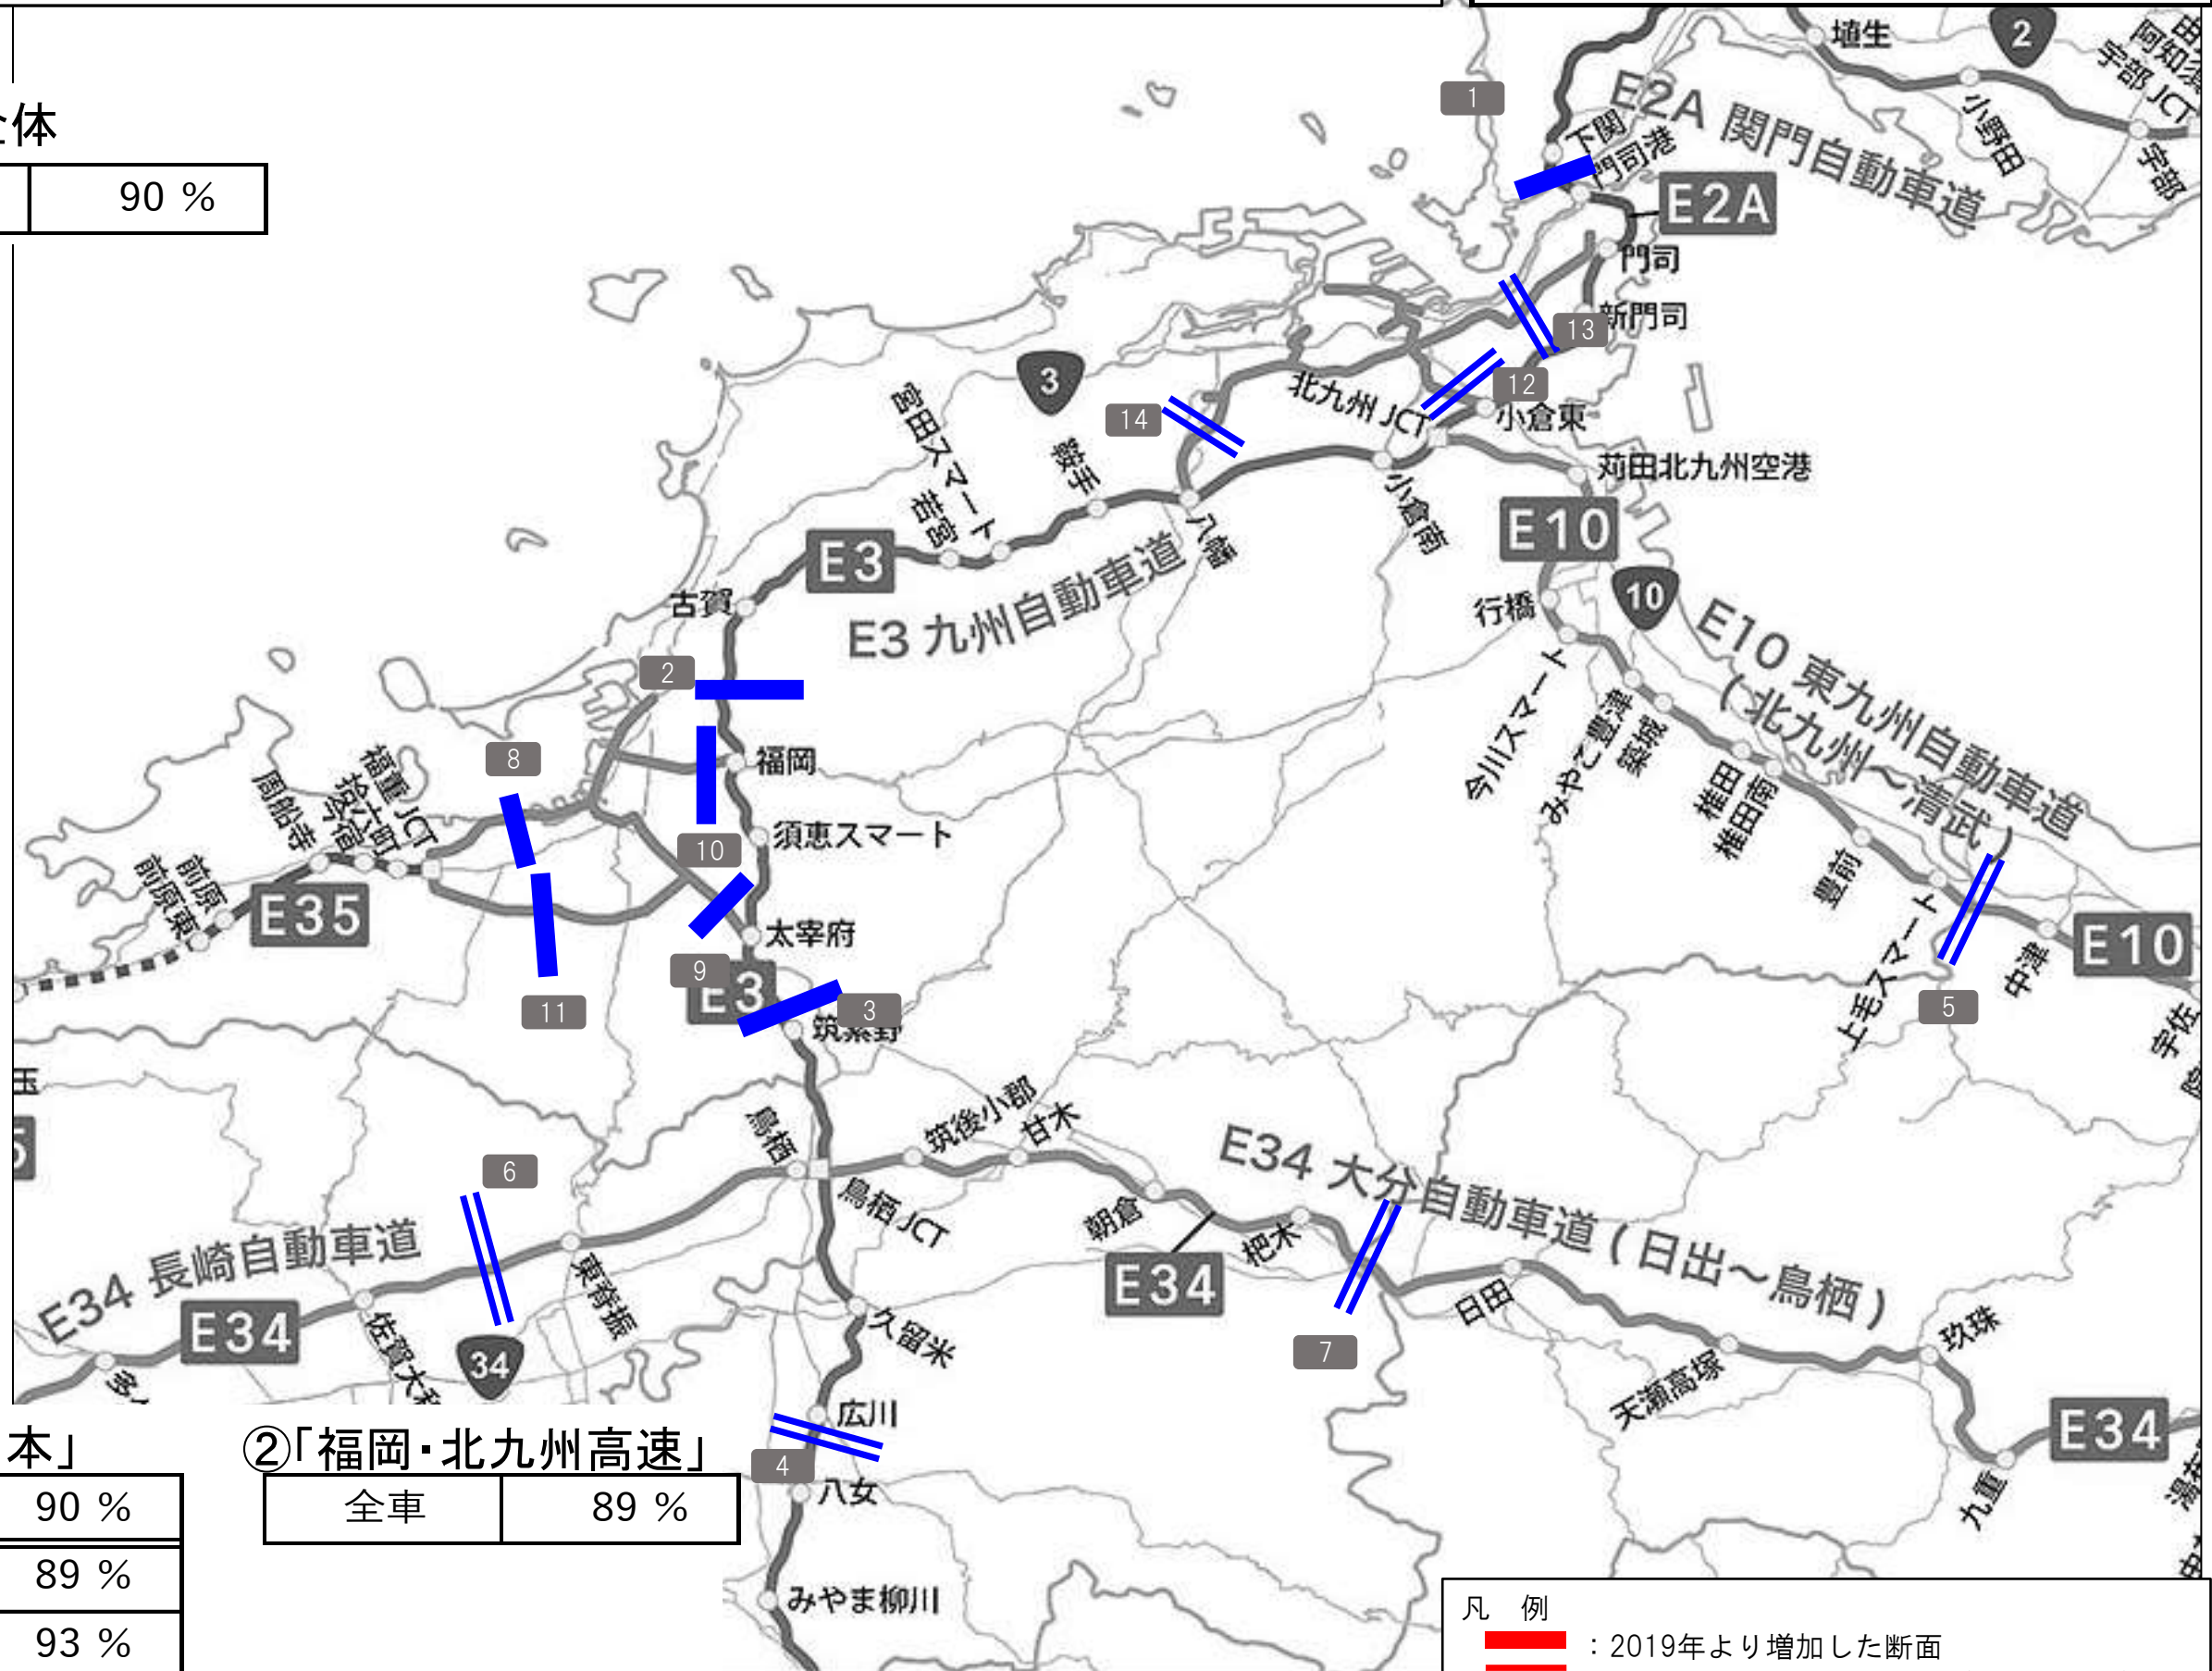 全体
90 %
1
埴生
2
阿知須
宇部 JCT
宇部
小野田
E2A 関門自動車道
下関
門司港
E2A
門司
新門司
13
12
北九州 JCT
小倉東
14
3
宮田スマート
若宮
鞍手
八幡
小倉南
苅田北九州空港
E10
行橋
10
E10 東九州自動車道
(北九州～清武)
E3
E3 九州自動車道
古賀
2
福岡
8
福重 JCT
拾六町
今宿
周船寺
前原
前原東
E35
10
須恵スマート
太宰府
9
E3
3
筑紫野
11
今川スマート
みやこ豊津
築城
椎田
椎田南
豊前
上毛スマート
5
中津
E10
宇佐
玉
5
6
鳥栖
筑後小郡
甘木
鳥栖 JCT
朝倉
杷木
E34
E34 大分自動車道 (日出～鳥栖)
E34 長崎自動車道
E34
東脊振
佐賀大和
34
多久
久留米
7
日田
天瀬高塚
玖珠
九重
E34
広川
4
八女
みやま柳川
本」
90 %
89 %
93 %
②「福岡・北九州高速」
全車
89 %
凡 例
：2019年より増加した断面